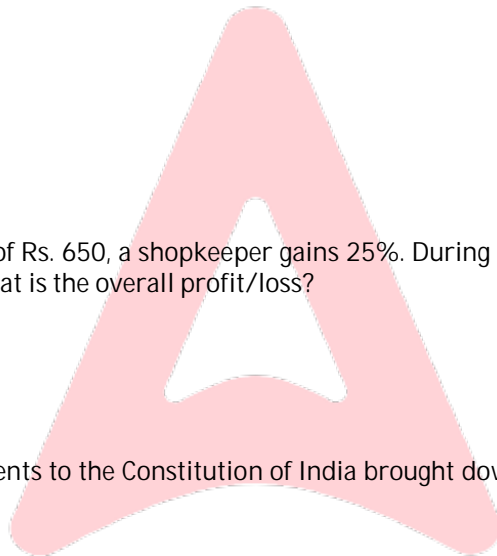 of Rs. 650, a shopkeeper gains 25%. During
at is the overall profit/loss?
ents to the Constitution of India brought dow